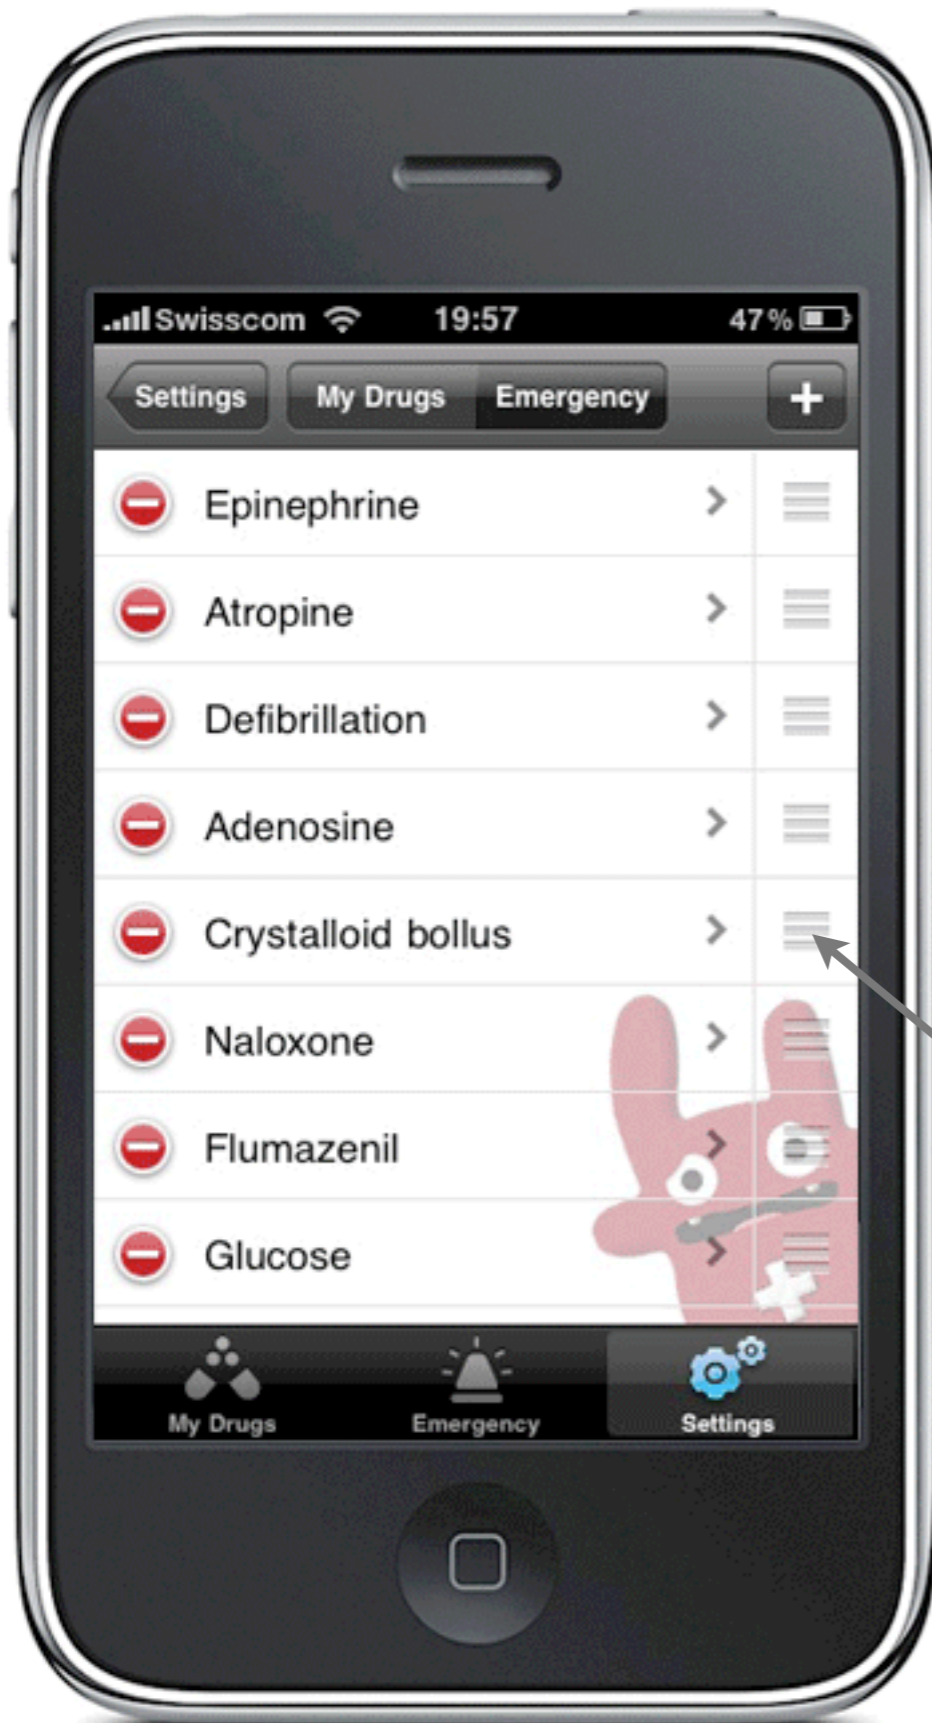 Swisscom 19:57 47%
Settings My Drugs Emergency +
Epinephrine
Atropine
Defibrillation
Adenosine
Crystalloid bollus
Naloxone
Flumazenil
Glucose
My Drugs Emergency Settings